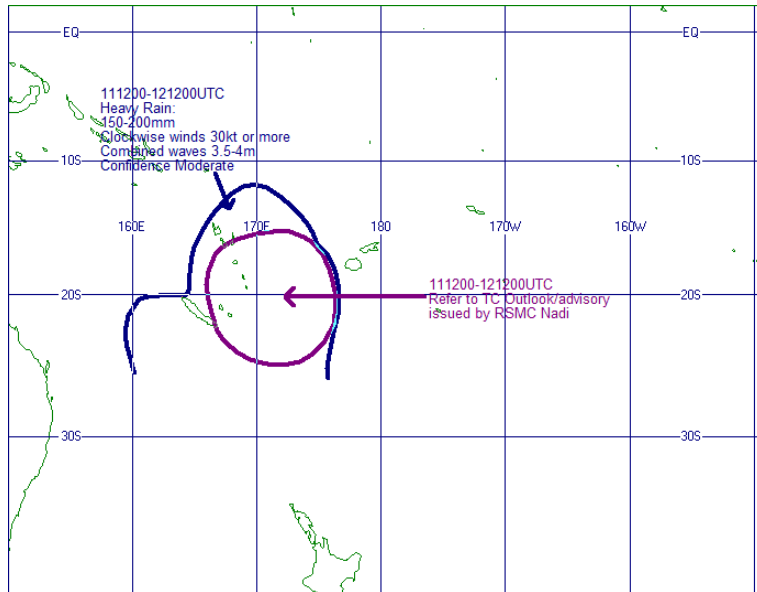 EQ
EQ
111200-121200UTC
Heavy Rain:
150-200mm
Clockwise winds 30kt or more
Combined waves 3.5-4m
Confidence Moderate
10S
10S
160E
170E
180
170W
160W
111200-121200UTC
Refer to TC Outlook/advisory
issued by RSMC Nadi
20S
20S
30S
30S